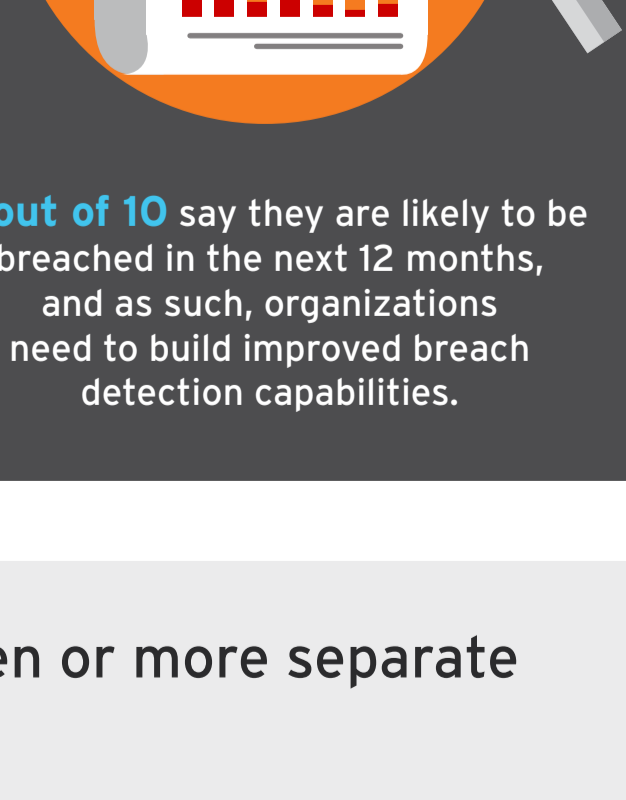 out of 10 say they are likely to be
breached in the next 12 months,
and as such, organizations
need to build improved breach
detection capabilities.
or more separate